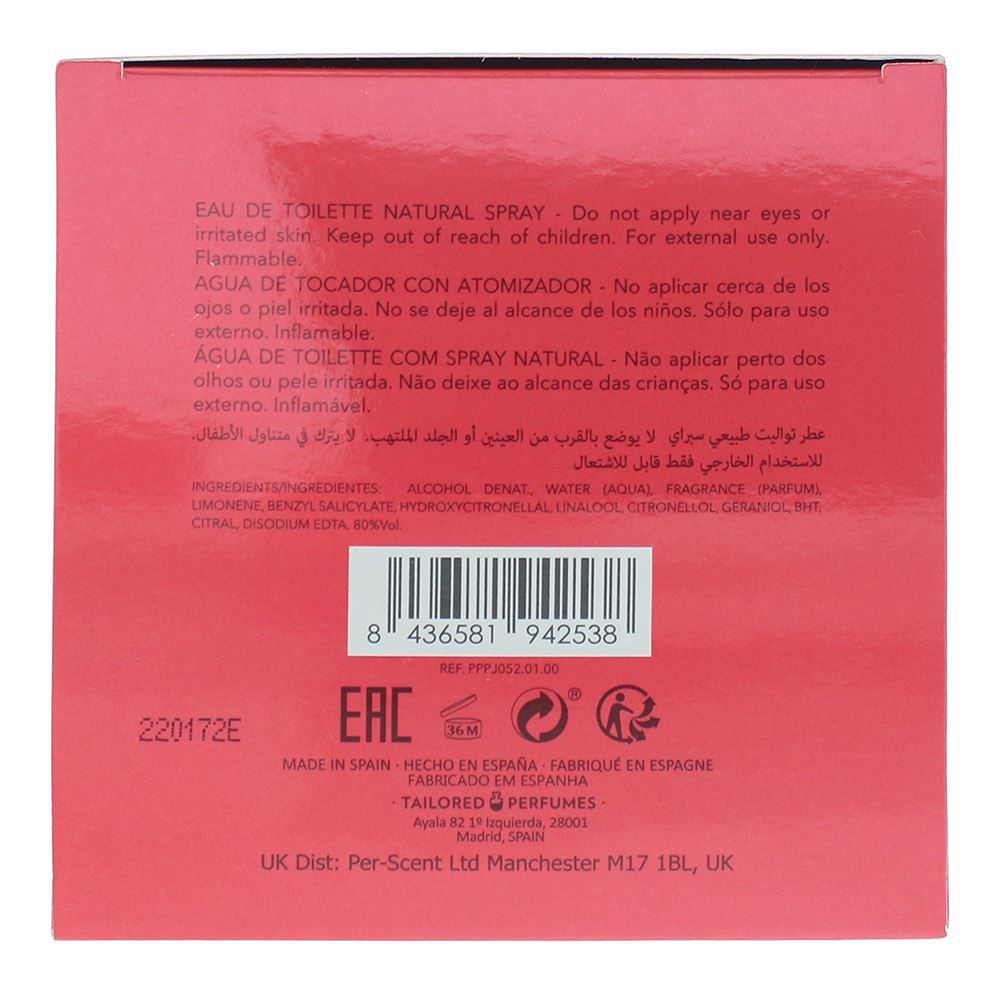 EAU DE TOILETTE NATURAL SPRAY - Do not apply near eyes or
irritated skin. Keep out of reach of children. For external use only.
Flammable.
AGUA DE TOCADOR CON ATOMIZADOR - No aplicar cerca de los
ojos o piel irritada. No se deje al alcance de los niños. Sólo para uso
externo. Inflamable.
ÁGUA DE TOILETTE COM SPRAY NATURAL - Não aplicar perto dos
olhos ou pele irritada. Não deixe ao alcance das crianças. Só para uso
externo. Inflamável.
عطر تواليت طبيعي سبراي لا يوضع بالقرب من العينين أو الجلد الملتهب. لا يترك في متناول الأطفال.
للاستخدام الخارجي فقط قابل للاشتعال
INGREDIENTS/INGREDIENTES: ALCOHOL DENAT., WATER (AQUA), FRAGRANCE (PARFUM),
LIMONENE, BENZYL SALICYLATE, HYDROXYCITRONELLAL, LINALOOL, CITRONELLOL, GERANIOL, BHT,
CITRAL, DISODIUM EDTA. 80%Vol.
8 436581 942538
REF. PPPJ052.01.00
220172E
EAC
36M
®
MADE IN SPAIN · HECHO EN ESPAÑA · FABRIQUÉ EN ESPAGNE
FABRICADO EM ESPANHA
· TAILORED PERFUMES ·
Ayala 82 1º Izquierda, 28001
Madrid, SPAIN
UK Dist: Per-Scent Ltd Manchester M17 1BL, UK